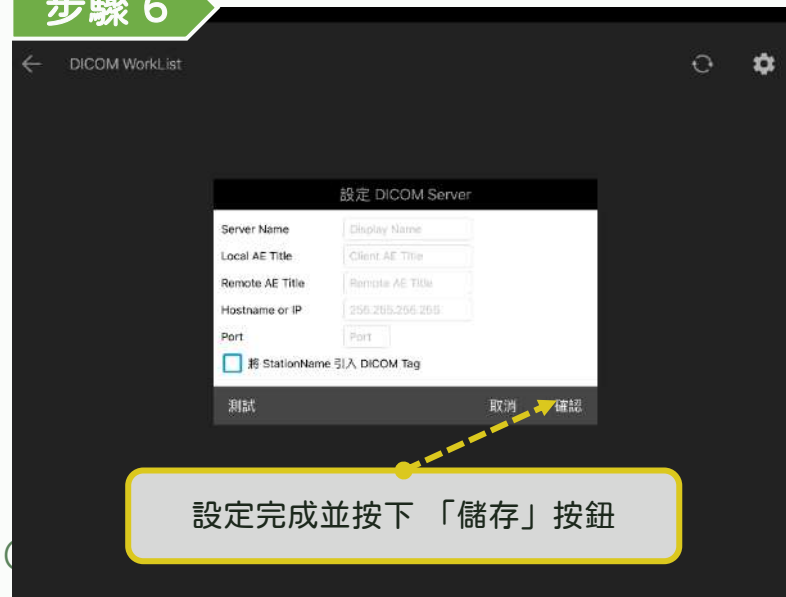 步驟 6
DICOM WorkList
設定 DICOM Server
Server Name Display Name
Local AE Title Client AE Title
Remote AE Title Remote AE Title
Hostname or IP 255.255.255.255
Port Port
將 StationName 引入 DICOM Tag
測試 取消 確認
設定完成並按下 「儲存」按鈕